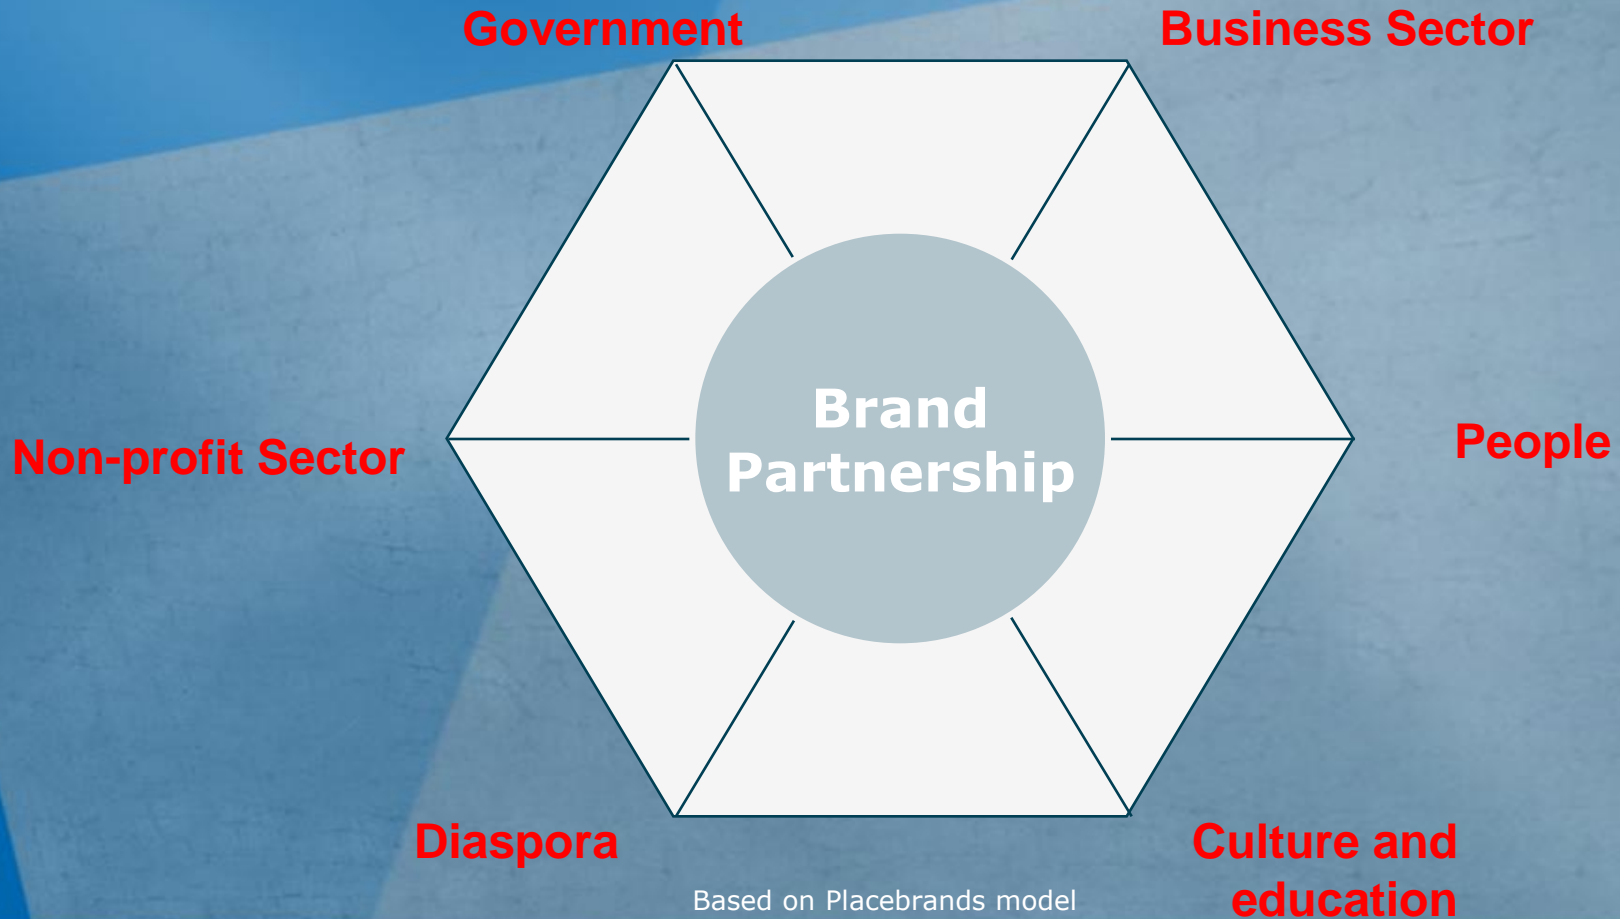 Government
Business Sector
Brand
Partnership
Non-profit Sector
People
Diaspora
Culture and
education
Based on Placebrands model